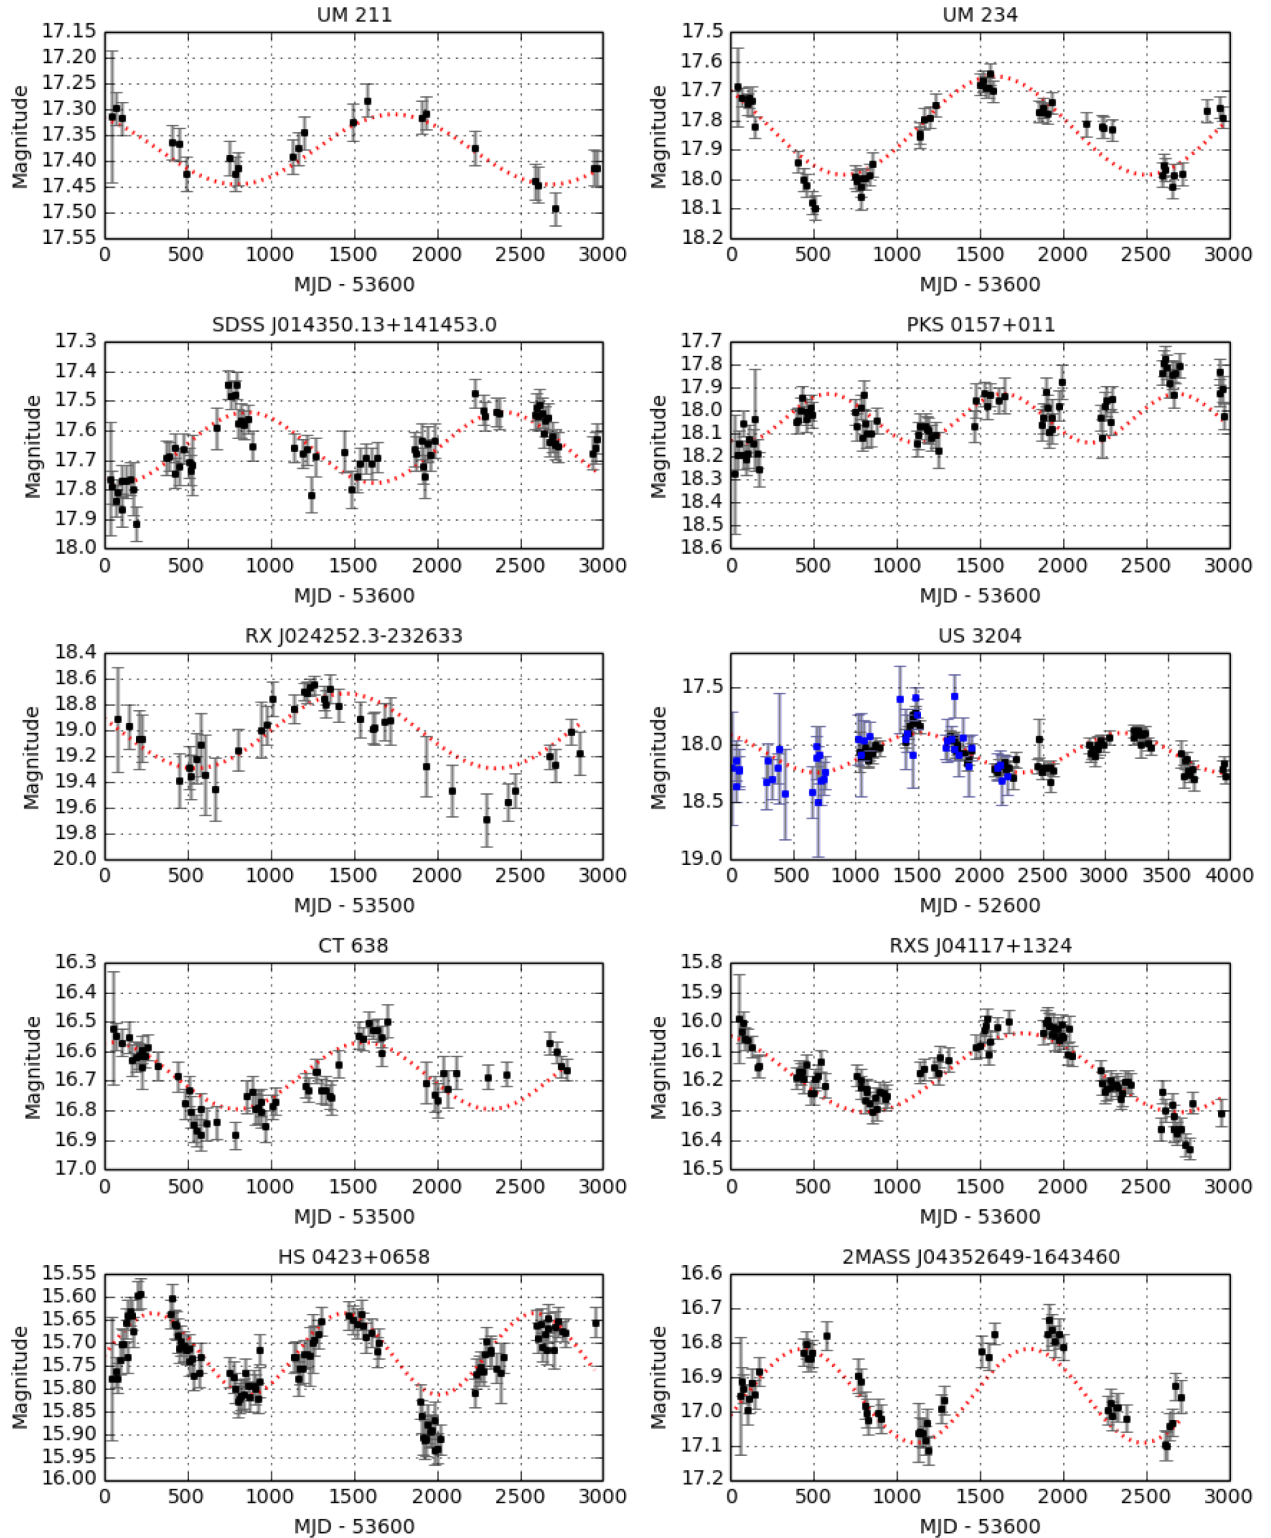 UM 211
17.15
17.20
17.25
17.30
17.35
17.40
17.45
17.50
17.55
Magnitude
0 500 1000 1500 2000 2500 3000
MJD - 53600
UM 234
17.5
17.6
17.7
17.8
17.9
18.0
18.1
18.2
Magnitude
0 500 1000 1500 2000 2500 3000
MJD - 53600
SDSS J014350.13+141453.0
17.3
17.4
17.5
17.6
17.7
17.8
17.9
18.0
Magnitude
0 500 1000 1500 2000 2500 3000
MJD - 53600
PKS 0157+011
17.7
17.8
17.9
18.0
18.1
18.2
18.3
18.4
18.5
18.6
Magnitude
0 500 1000 1500 2000 2500 3000
MJD - 53600
RX J024252.3-232633
18.4
18.6
18.8
19.0
19.2
19.4
19.6
19.8
20.0
Magnitude
0 500 1000 1500 2000 2500 3000
MJD - 53500
US 3204
17.5
18.0
18.5
19.0
Magnitude
0 500 1000 1500 2000 2500 3000 3500 4000
MJD - 52600
CT 638
16.3
16.4
16.5
16.6
16.7
16.8
16.9
17.0
Magnitude
0 500 1000 1500 2000 2500 3000
MJD - 53500
RXS J04117+1324
15.8
15.9
16.0
16.1
16.2
16.3
16.4
16.5
Magnitude
0 500 1000 1500 2000 2500 3000
MJD - 53600
HS 0423+0658
15.55
15.60
15.65
15.70
15.75
15.80
15.85
15.90
15.95
16.00
Magnitude
0 500 1000 1500 2000 2500 3000
MJD - 53600
2MASS J04352649-1643460
16.6
16.7
16.8
16.9
17.0
17.1
17.2
Magnitude
0 500 1000 1500 2000 2500 3000
MJD - 53600